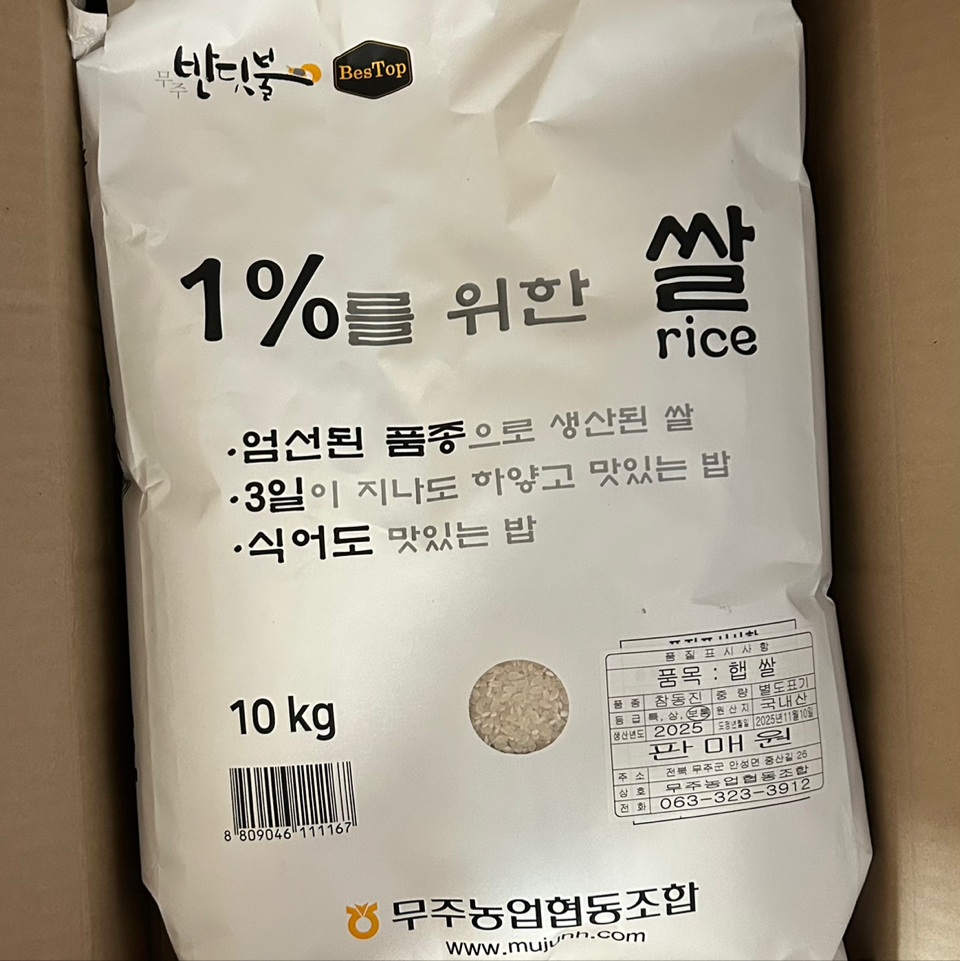 무주 반딧불 BesTop
1%를 위한 쌀
rice
·엄선된 품종으로 생산된 쌀
·3일이 지나도 하얗고 맛있는 밥
·식어도 맛있는 밥
10 kg
8 809046 111167
품질표시사항
품목 : 햅쌀
품종 참동진 중량 별도표기
등급 특, 상, 보통 원산지 국내산
생산년도 2025 도정년월일 2025년11월10일
판매원
주소 전북 무주군 안성면 중산길 26
상호 무주농업협동조합
전화 063-323-3912
무주농업협동조합
www.mujunh.com